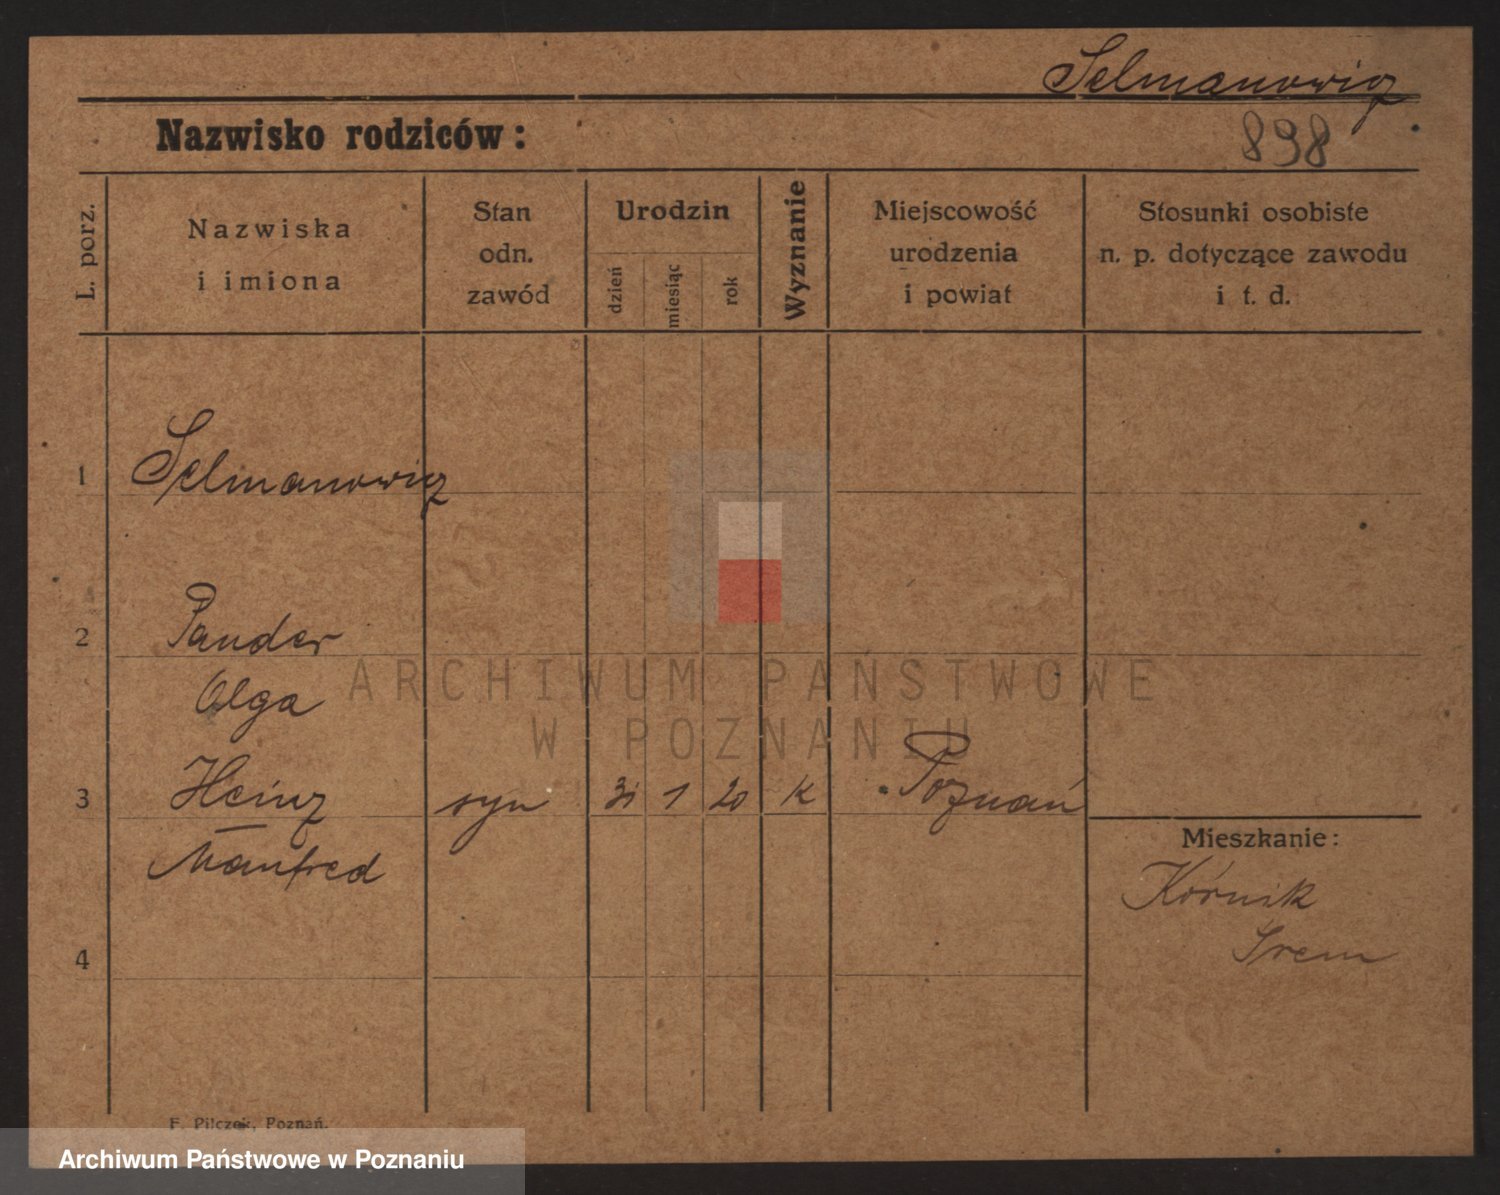 Selmanowicz
Nazwisko rodziców:
898
L. porz.
Nazwiska
i imiona
Stan
odn.
zawód
Urodzin
dzień
miesiąc
rok
Wyznanie
Miejscowość
urodzenia
i powiat
Stosunki osobiste
n. p. dotyczące zawodu
i t. d.
1
Selmanowicz
2
Pander
Olga
ARCHIWUM PAŃSTWOWE
W POZNANIU
3
Heinz
syn
31 1 20
K
Poznań
Manfred
Mieszkanie:
Kórnik
Śrem
4
F. Pilczek, Poznań.
Archiwum Państwowe w Poznaniu